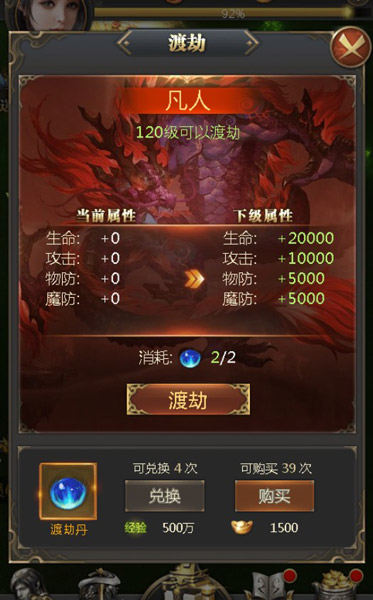 92%
渡劫
凡人
120级可以渡劫
当前属性 下级属性
生命: +0 生命: +20000
攻击: +0 攻击: +10000
物防: +0 物防: +5000
魔防: +0 魔防: +5000
消耗: 2/2
渡劫
可兑换 4 次 可购买 39 次
兑换 购买
渡劫丹 经验 500万 1500